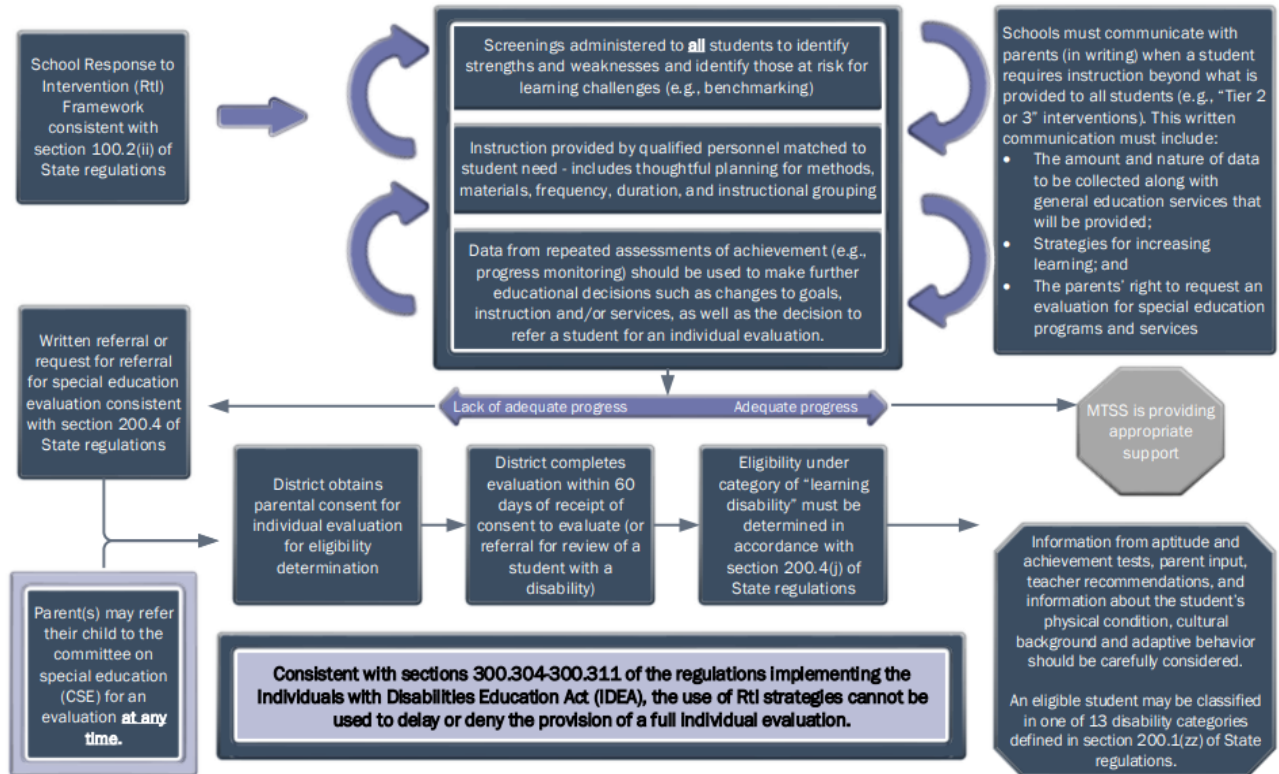 School Response to
Intervention (RtI)
Framework
consistent with
section 100.2(ii) of
State regulations
Screenings administered to all students to identify
strengths and weaknesses and identify those at risk for
learning challenges (e.g., benchmarking)
Instruction provided by qualified personnel matched to
student need - includes thoughtful planning for methods,
materials, frequency, duration, and instructional grouping
Data from repeated assessments of achievement (e.g.,
progress monitoring) should be used to make further
educational decisions such as changes to goals,
instruction and/or services, as well as the decision to
refer a student for an individual evaluation.
Schools must communicate with
parents (in writing) when a student
requires instruction beyond what is
provided to all students (e.g., “Tier 2
or 3” interventions). This written
communication must include:
• The amount and nature of data
to be collected along with
general education services that
will be provided;
• Strategies for increasing
learning; and
• The parents’ right to request an
evaluation for special education
programs and services
Written referral or
request for referral
for special education
evaluation consistent
with section 200.4 of
State regulations
Lack of adequate progress
Adequate progress
MTSS is providing
appropriate
support
District obtains
parental consent for
individual evaluation
for eligibility
determination
District completes
evaluation within 60
days of receipt of
consent to evaluate (or
referral for review of a
student with a
disability)
Eligibility under
category of “learning
disability” must be
determined in
accordance with
section 200.4(j) of
State regulations
Information from aptitude and
achievement tests, parent input,
teacher recommendations, and
information about the student’s
physical condition, cultural
background and adaptive behavior
should be carefully considered.
An eligible student may be classified
in one of 13 disability categories
defined in section 200.1(zz) of State
regulations.
Parent(s) may refer
their child to the
committee on
special education
(CSE) for an
evaluation at any
time.
Consistent with sections 300.304-300.311 of the regulations implementing the
Individuals with Disabilities Education Act (IDEA), the use of RtI strategies cannot be
used to delay or deny the provision of a full individual evaluation.